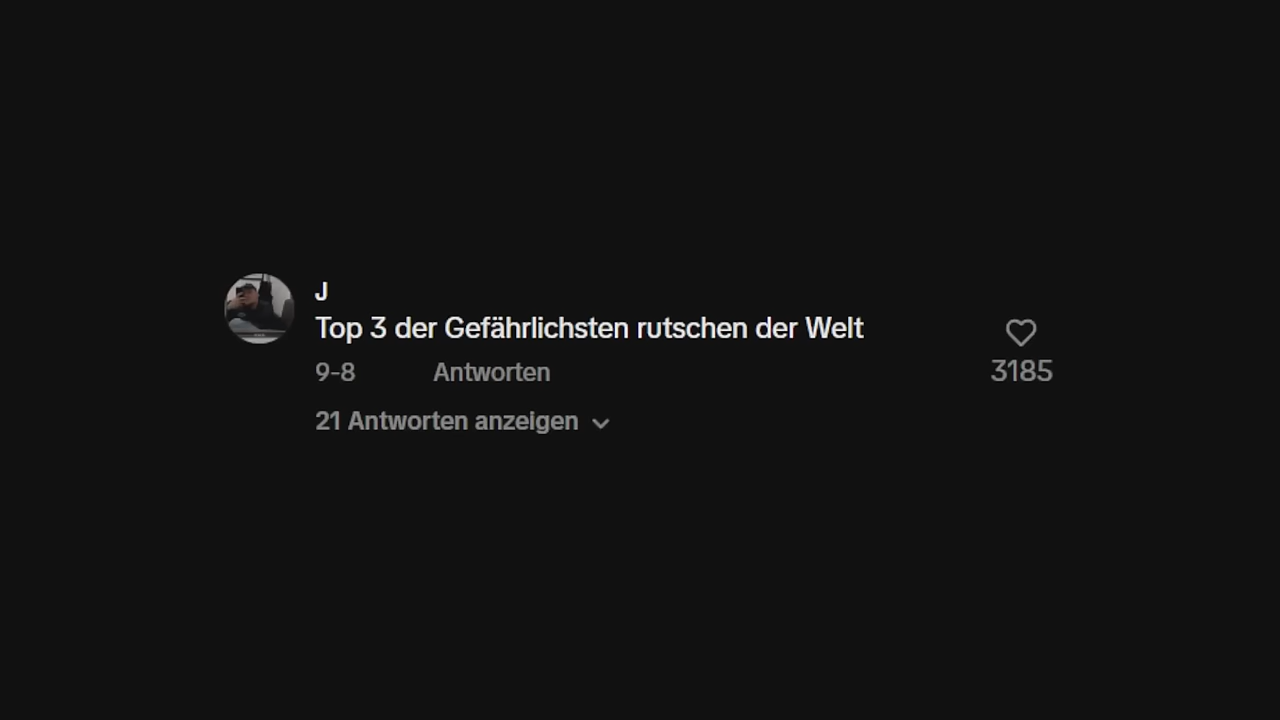 J
Top 3 der Gefährlichsten rutschen der Welt
9-8 Antworten
3185
21 Antworten anzeigen